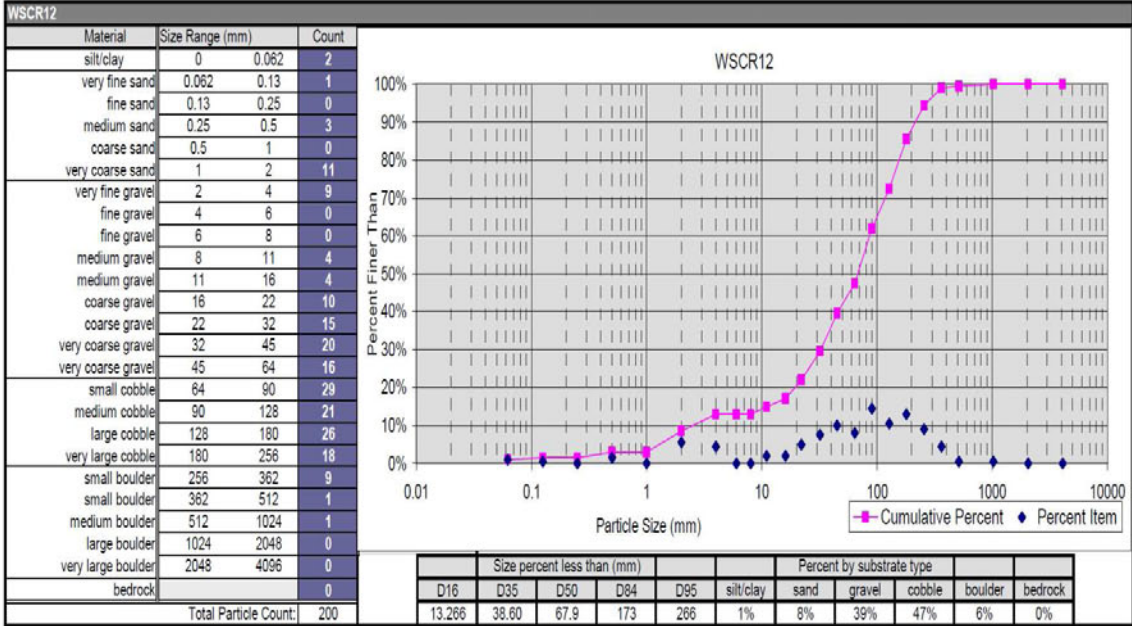 WSCR12
Material Size Range (mm) Count
silt/clay 0 0.062 2
very fine sand 0.062 0.13 1
fine sand 0.13 0.25 0
medium sand 0.25 0.5 3
coarse sand 0.5 1 0
very coarse sand 1 2 11
very fine gravel 2 4 9
fine gravel 4 6 0
fine gravel 6 8 0
medium gravel 8 11 4
medium gravel 11 16 4
coarse gravel 16 22 10
coarse gravel 22 32 15
very coarse gravel 32 45 20
very coarse gravel 45 64 16
small cobble 64 90 29
medium cobble 90 128 21
large cobble 128 180 26
very large cobble 180 256 18
small boulder 256 362 9
small boulder 362 512 1
medium boulder 512 1024 1
large boulder 1024 2048 0
very large boulder 2048 4096 0
bedrock 0
Total Particle Count: 200
WSCR12
Percent Finer Than
100%
90%
80%
70%
60%
50%
40%
30%
20%
10%
0%
0.01 0.1 1 10 100 1000 10000
Particle Size (mm)
Cumulative Percent Percent Item
Size percent less than (mm) Percent by substrate type
D16 D35 D50 D84 D95 silt/clay sand gravel cobble boulder bedrock
13.266 38.60 67.9 173 266 1% 8% 39% 47% 6% 0%